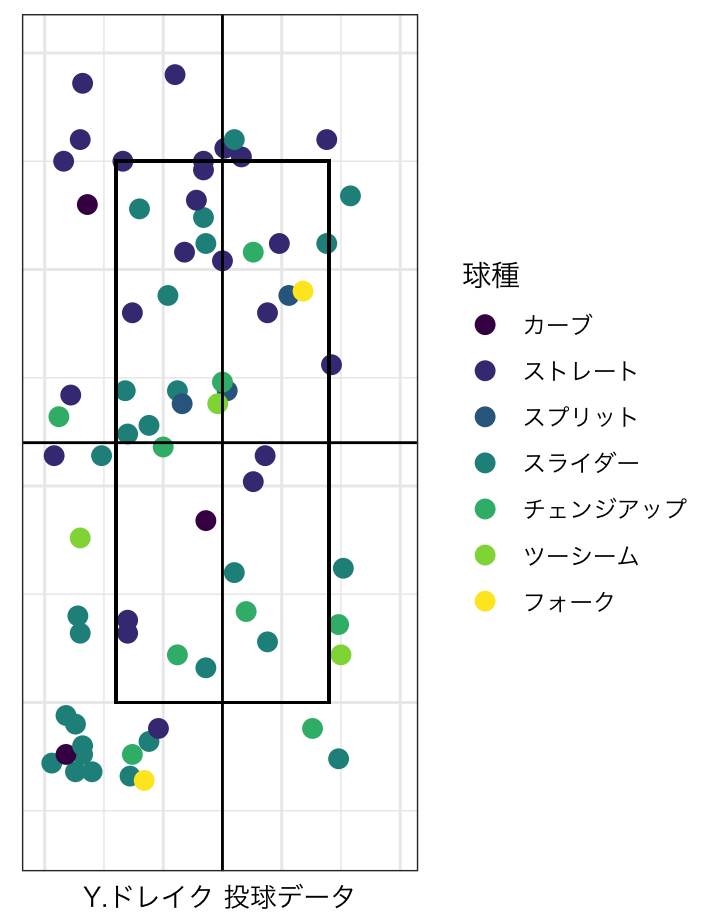 球種
カーブ
ストレート
スプリット
スライダー
チェンジアップ
ツーシーム
フォーク
Y.ドレイク 投球データ